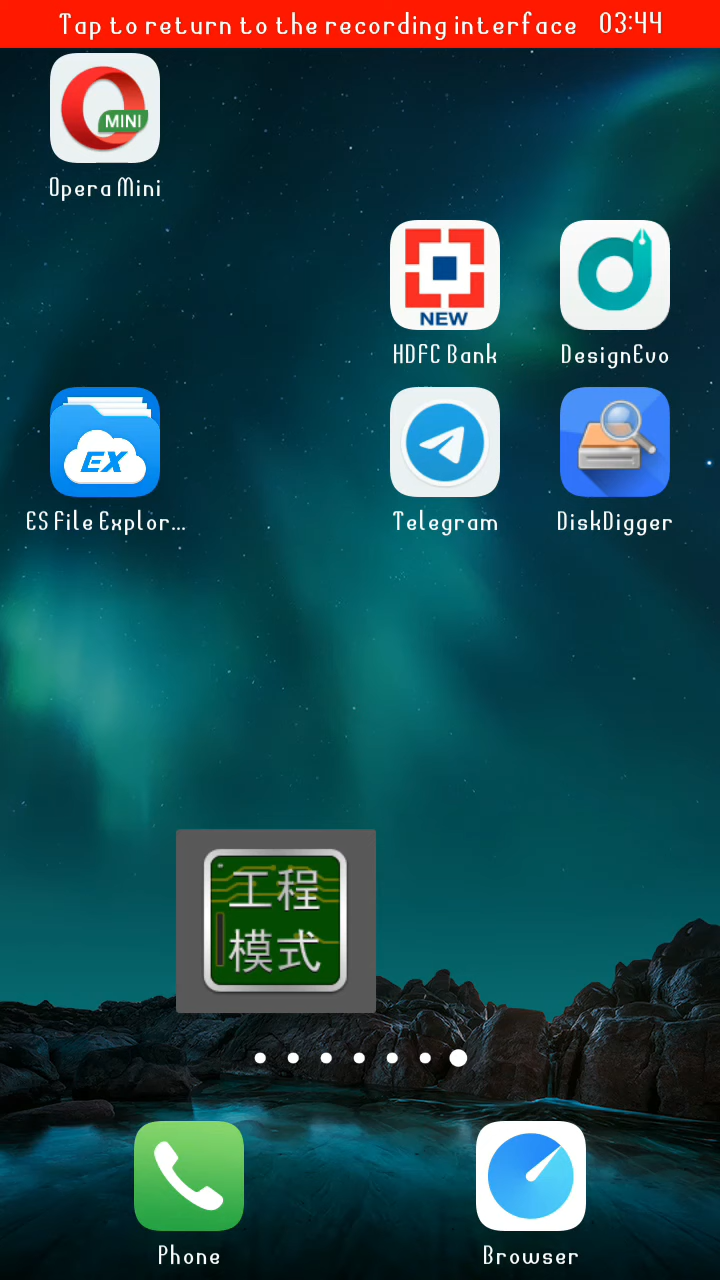 Tap to return to the recording interface 03:44
MINI
Opera Mini
NEW
HDFC Bank
DesignEvo
EX
ES File Explor...
Telegram
DiskDigger
工程
模式
Phone
Browser